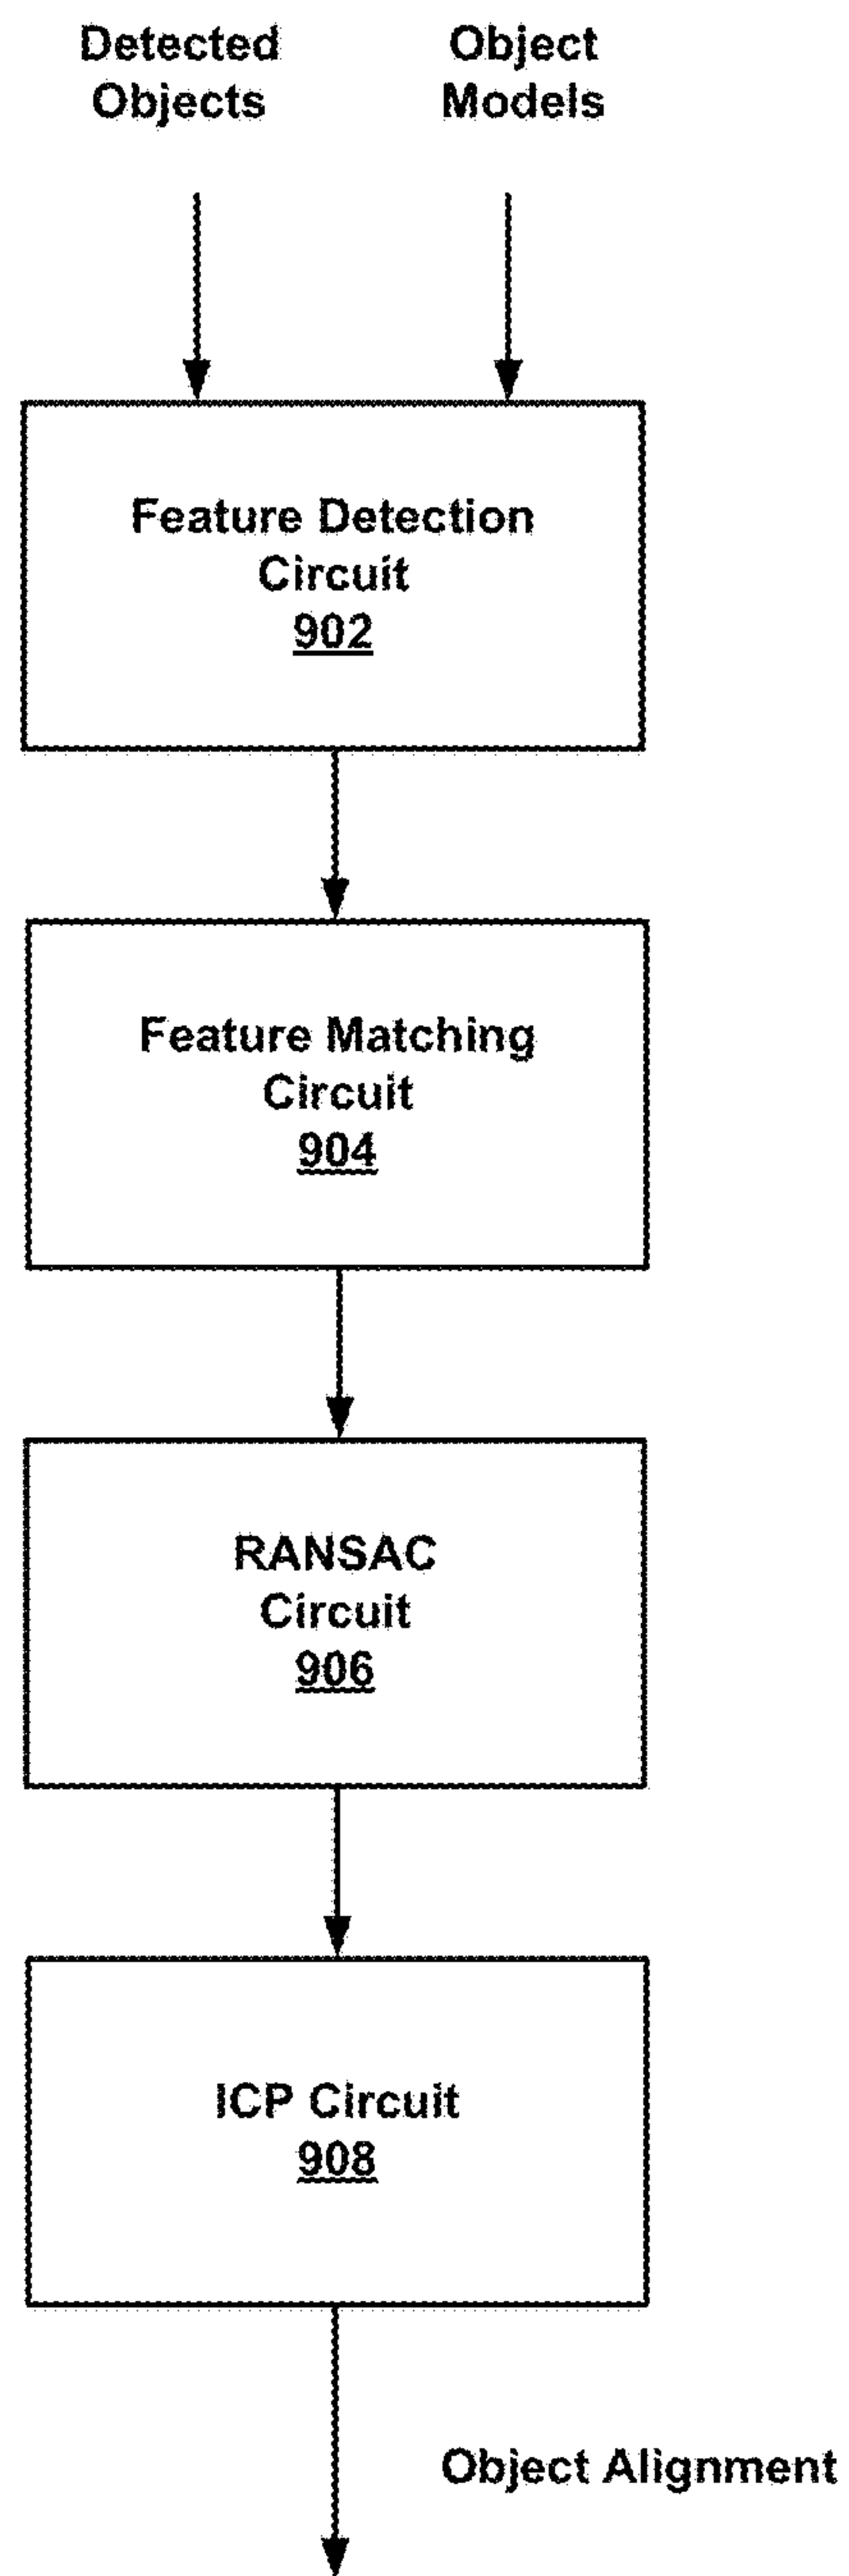 Detected
Objects
Object
Models
Feature Detection
Circuit
902
Feature Matching
Circuit
904
RANSAC
Circuit
906
ICP Circuit
908
Object Alignment